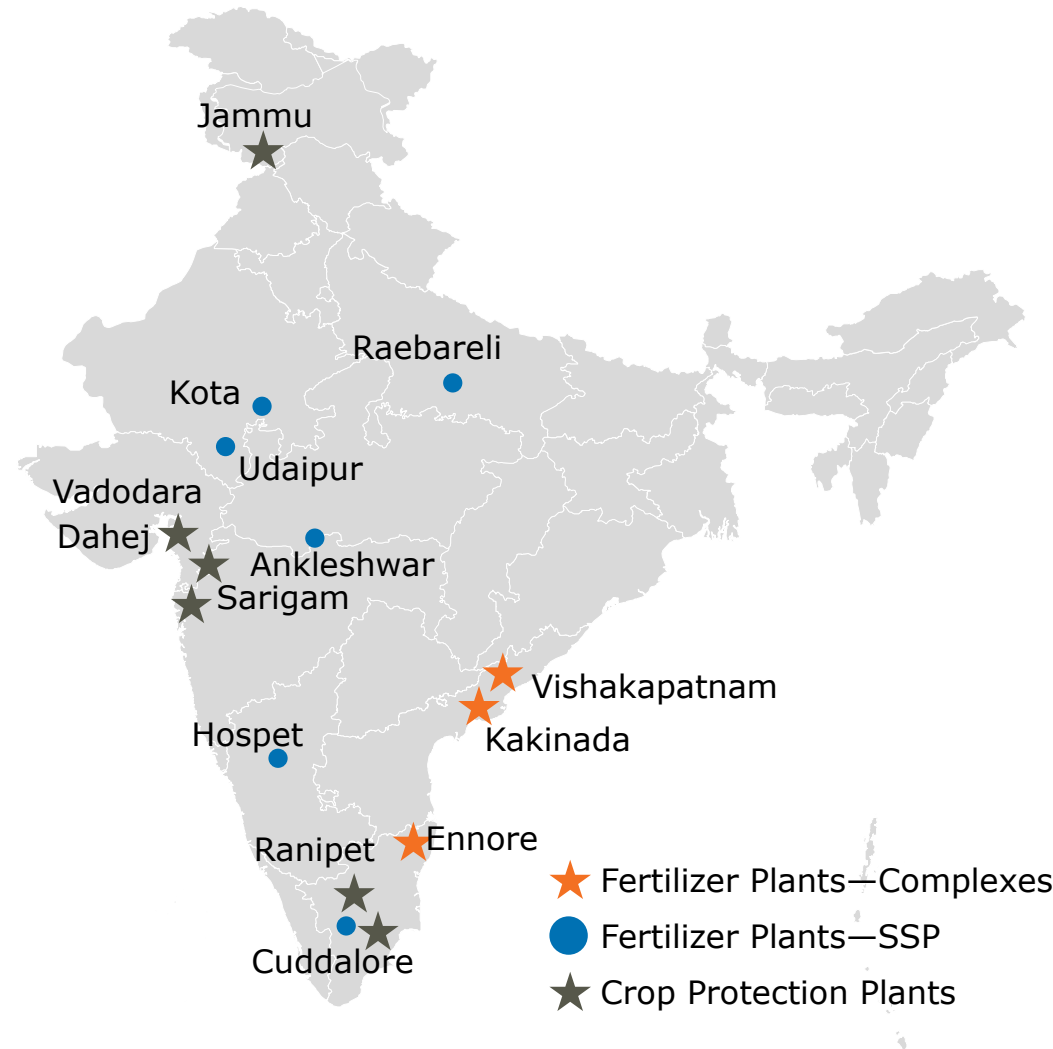 Jammu
Raebareli
Kota
Udaipur
Vadodara
Dahej
Ankleshwar
Sarigam
Vishakapatnam
Hospet
Kakinada
Ennore
Ranipet
Cuddalore
Fertilizer Plants—Complexes
Fertilizer Plants—SSP
Crop Protection Plants